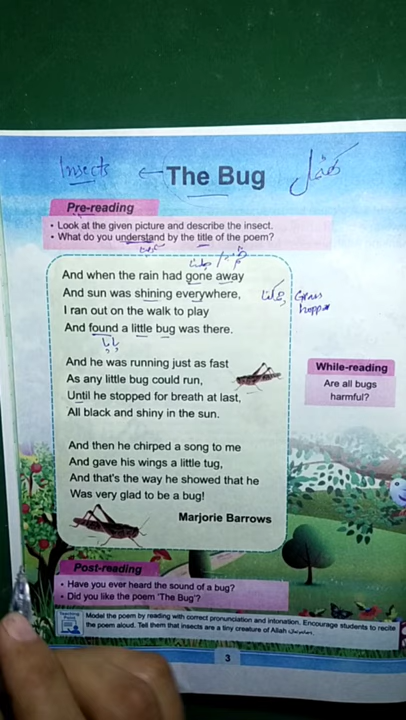 Insects ← The Bug کھٹمل
Pre-reading
• Look at the given picture and describe the insect.
• What do you understand by the title of the poem?
And when the rain had gone away
And sun was shining everywhere,
I ran out on the walk to play
And found a little bug was there.
Grass
hopper
And he was running just as fast
As any little bug could run,
Until he stopped for breath at last,
All black and shiny in the sun.
While-reading
Are all bugs
harmful?
And then he chirped a song to me
And gave his wings a little tug,
And that's the way he showed that he
Was very glad to be a bug!
Marjorie Barrows
Post-reading
• Have you ever heard the sound of a bug?
• Did you like the poem 'The Bug'?
Teaching
Point
Model the poem by reading with correct pronunciation and intonation. Encourage students to recite
the poem aloud. Tell them that insects are a tiny creature of Allah
3